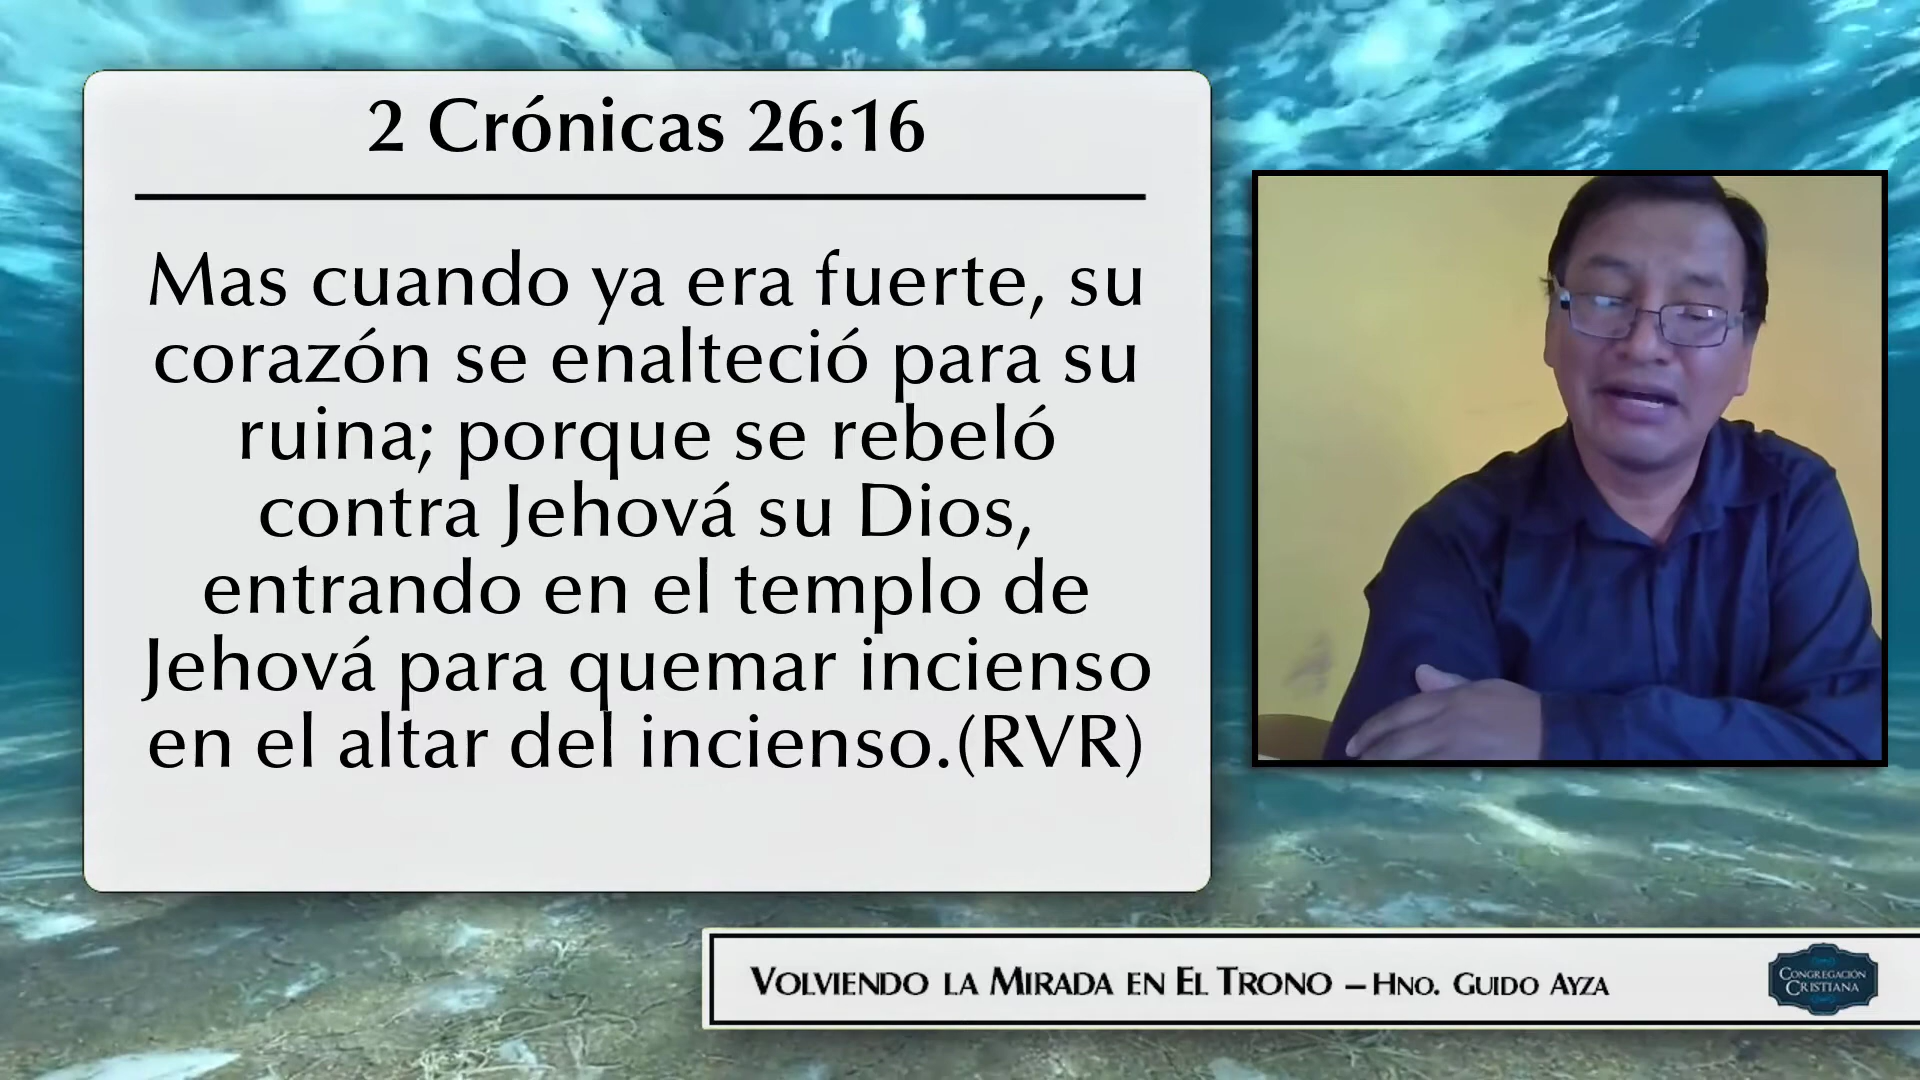 2 Crónicas 26:16
Mas cuando ya era fuerte, su
corazón se enalteció para su
ruina; porque se rebeló
contra Jehová su Dios,
entrando en el templo de
Jehová para quemar incienso
en el altar del incienso.(RVR)
VOLVIENDO LA MIRADA EN EL TRONO – HNO. GUIDO AYZA
CONGREGACIÓN
CRISTIANA